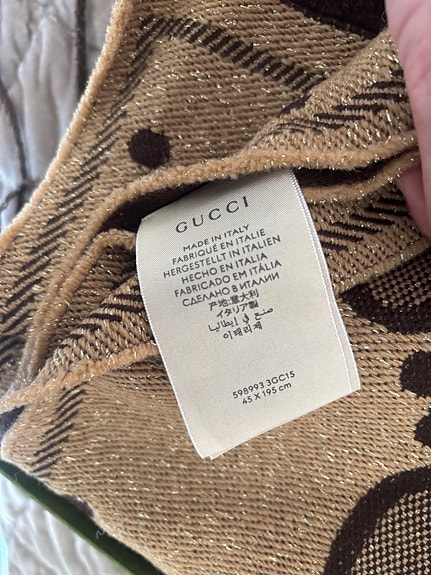 GUCCI
MADE IN ITALY
FABRIQUÉ EN ITALIE
HERGESTELLT IN ITALIEN
HECHO EN ITALIA
FABRICADO EM ITÁLIA
СДЕЛАНО В ИТАЛИИ
产地:意大利
イタリア製
صنع في إيطاليا
이태리제
598993 3GC15
45 X 195 cm